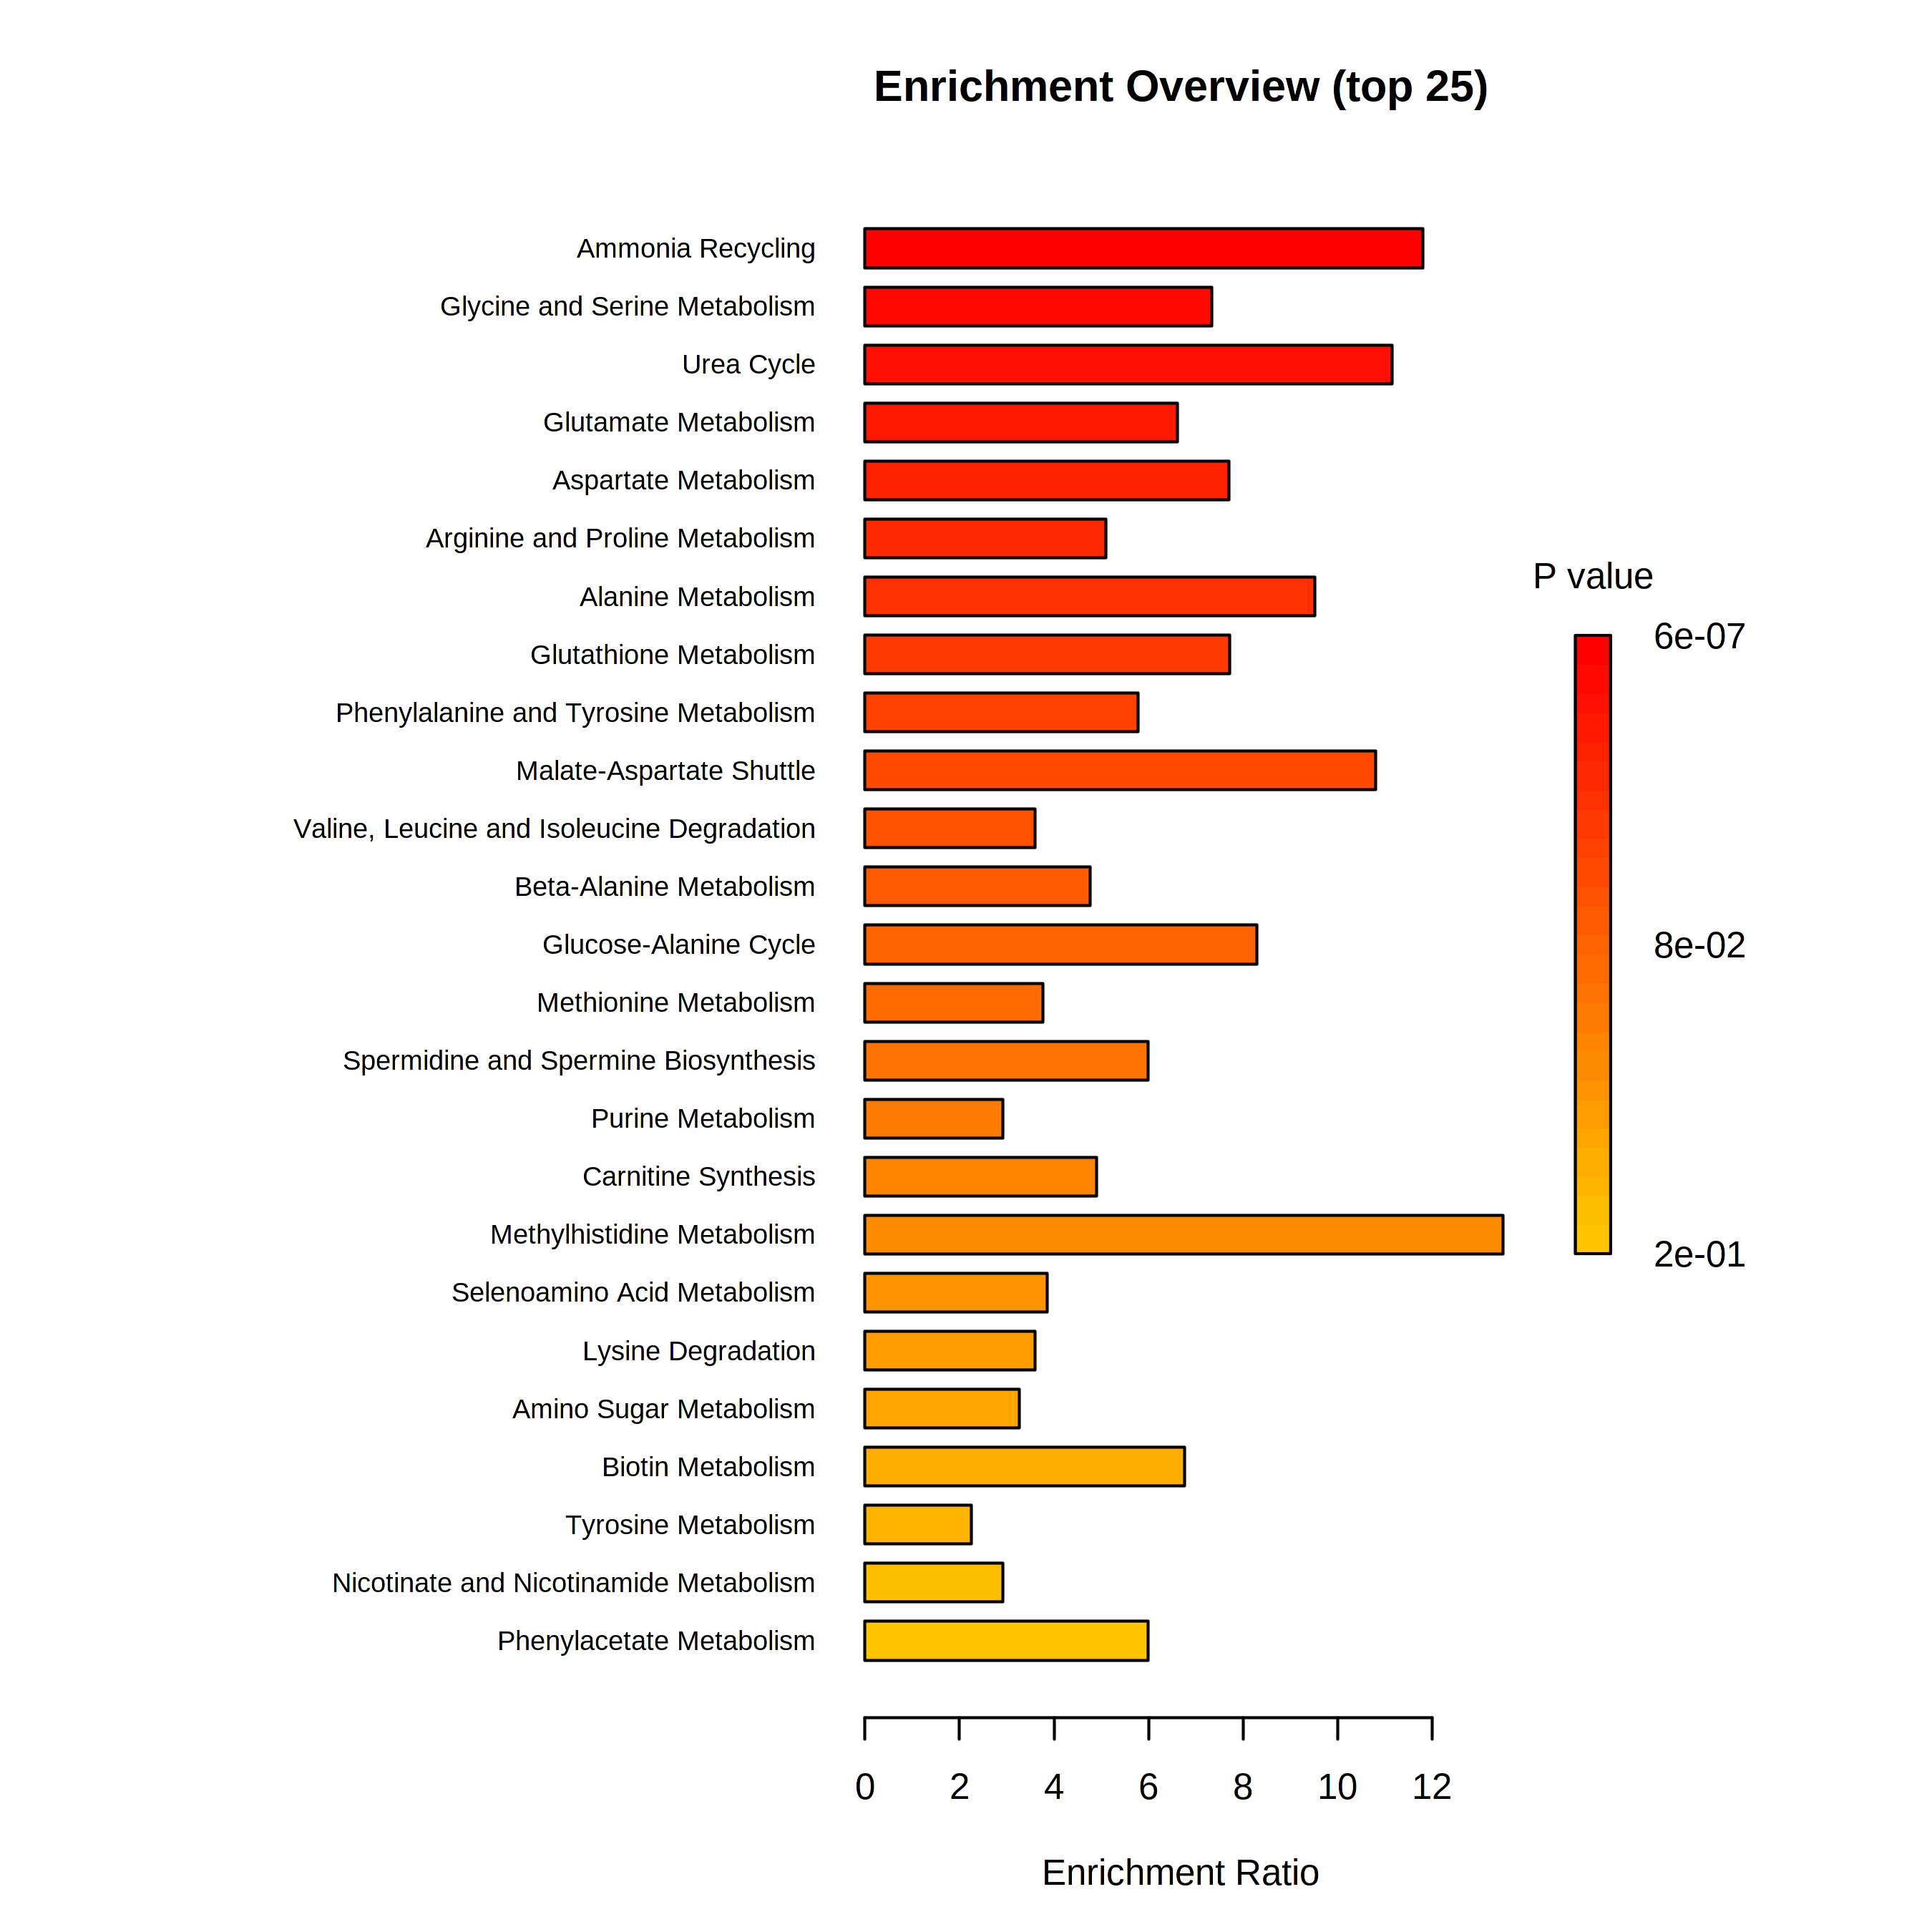 Enrichment Overview (top 25)
Ammonia Recycling
Glycine and Serine Metabolism
Urea Cycle
Glutamate Metabolism
Aspartate Metabolism
Arginine and Proline Metabolism
Alanine Metabolism
Glutathione Metabolism
Phenylalanine and Tyrosine Metabolism
Malate-Aspartate Shuttle
Valine, Leucine and Isoleucine Degradation
Beta-Alanine Metabolism
Glucose-Alanine Cycle
Methionine Metabolism
Spermidine and Spermine Biosynthesis
Purine Metabolism
Carnitine Synthesis
Methylhistidine Metabolism
Selenoamino Acid Metabolism
Lysine Degradation
Amino Sugar Metabolism
Biotin Metabolism
Tyrosine Metabolism
Nicotinate and Nicotinamide Metabolism
Phenylacetate Metabolism
0 2 4 6 8 10 12
Enrichment Ratio
P value
6e-07
8e-02
2e-01